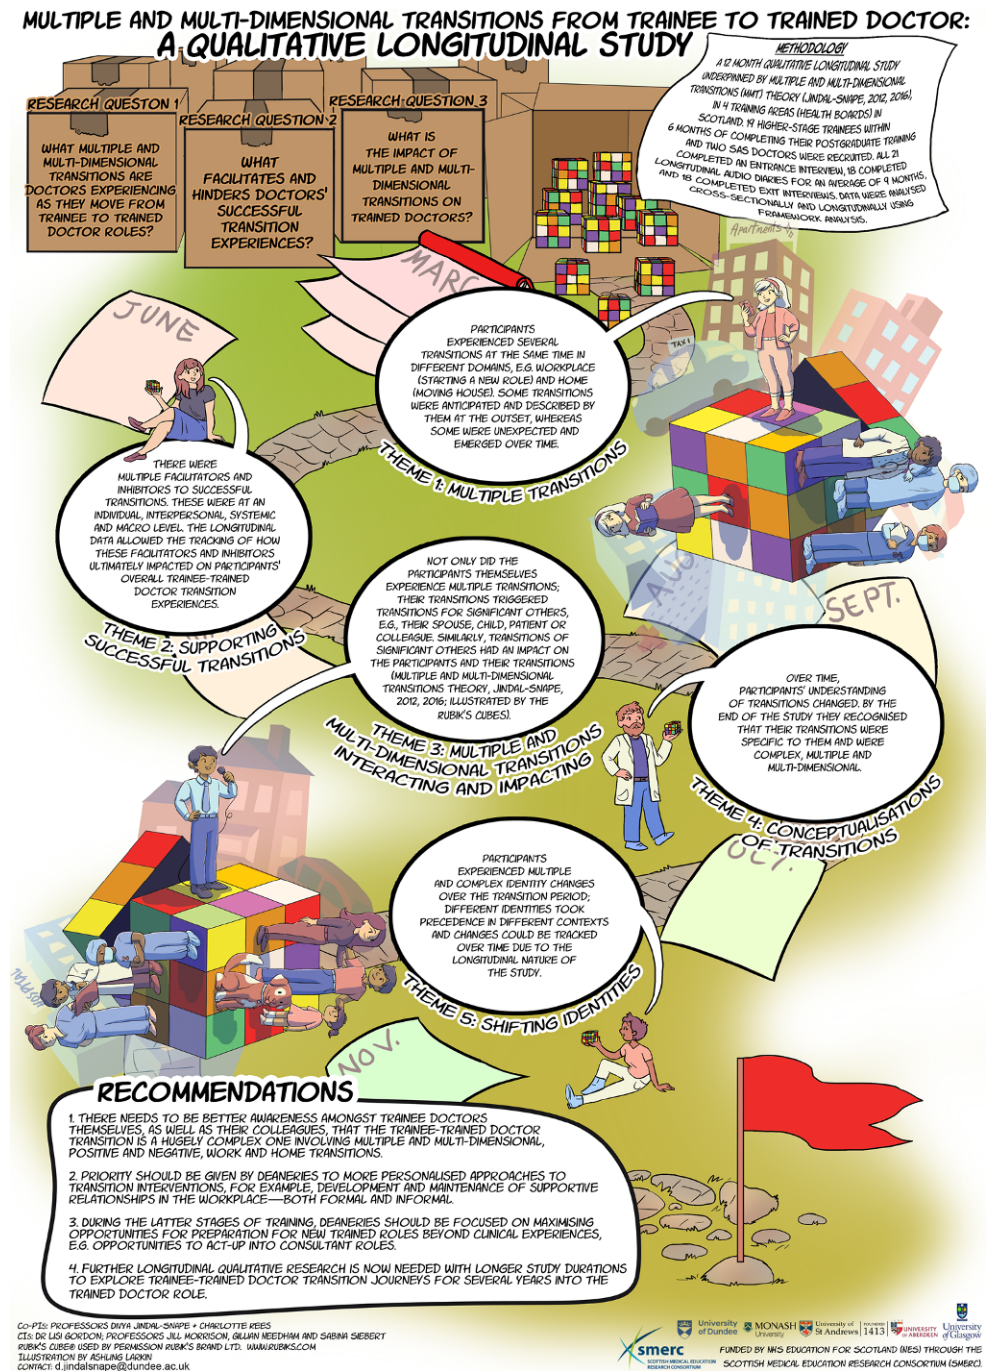 MULTIPLE AND MULTI-DIMENSIONAL TRANSITIONS FROM TRAINEE TO TRAINED DOCTOR:
A QUALITATIVE LONGITUDINAL STUDY
METHODOLOGY
A 12 MONTH QUALITATIVE LONGITUDINAL STUDY
UNDERPINNED BY MULTIPLE AND MULTI-DIMENSIONAL
TRANSITIONS (MMT) THEORY (JINDAL-SNAPE, 2012, 2016),
IN 4 TRAINING AREAS (HEALTH BOARDS) IN
SCOTLAND. 19 HIGHER-STAGE TRAINEES WITHIN
6 MONTHS OF COMPLETING THEIR POSTGRADUATE TRAINING
AND TWO SAS DOCTORS WERE RECRUITED. ALL 21
COMPLETED AN ENTRANCE INTERVIEW, 18 COMPLETED
LONGITUDINAL AUDIO DIARIES FOR AN AVERAGE OF 9 MONTHS,
AND 18 COMPLETED EXIT INTERVIEWS. DATA WERE ANALYSED
CROSS-SECTIONALLY AND LONGITUDINALLY USING
FRAMEWORK ANALYSIS.
RESEARCH QUESTON 1
WHAT MULTIPLE AND
MULTI-DIMENSIONAL
TRANSITIONS ARE
DOCTORS EXPERIENCING
AS THEY MOVE FROM
TRAINEE TO TRAINED
DOCTOR ROLES?
RESEARCH QUESTION 2
WHAT
FACILITATES AND
HINDERS DOCTORS'
SUCCESSFUL
TRANSITION
EXPERIENCES?
RESEARCH QUESTION 3
WHAT IS
THE IMPACT OF
MULTIPLE AND MULTI-
DIMENSIONAL
TRANSITIONS ON
TRAINED DOCTORS?
Apartments
MARC
JUNE
TAXI
PARTICIPANTS
EXPERIENCED SEVERAL
TRANSITIONS AT THE SAME TIME IN
DIFFERENT DOMAINS, E.G. WORKPLACE
(STARTING A NEW ROLE) AND HOME
(MOVING HOUSE). SOME TRANSITIONS
WERE ANTICIPATED AND DESCRIBED BY
THEM AT THE OUTSET, WHEREAS
SOME WERE UNEXPECTED AND
EMERGED OVER TIME.
THEME 1: MULTIPLE TRANSITIONS
THERE WERE
MULTIPLE FACILITATORS AND
INHIBITORS TO SUCCESSFUL
TRANSITIONS. THESE WERE AT AN
INDIVIDUAL, INTERPERSONAL, SYSTEMIC
AND MACRO LEVEL. THE LONGITUDINAL
DATA ALLOWED THE TRACKING OF HOW
THESE FACILITATORS AND INHIBITORS
ULTIMATELY IMPACTED ON PARTICIPANTS'
OVERALL TRAINEE-TRAINED
DOCTOR TRANSITION
EXPERIENCES.
THEME 2: SUPPORTING
SUCCESSFUL TRANSITIONS
AUG
SEPT.
NOT ONLY DID THE
PARTICIPANTS THEMSELVES
EXPERIENCE MULTIPLE TRANSITIONS;
THEIR TRANSITIONS TRIGGERED
TRANSITIONS FOR SIGNIFICANT OTHERS,
E.G., THEIR SPOUSE, CHILD, PATIENT OR
COLLEAGUE. SIMILARLY, TRANSITIONS OF
SIGNIFICANT OTHERS HAD AN IMPACT ON
THE PARTICIPANTS AND THEIR TRANSITIONS
(MULTIPLE AND MULTI-DIMENSIONAL
TRANSITIONS THEORY, JINDAL-SNAPE,
2012, 2016; ILLUSTRATED BY THE
RUBIK'S CUBES).
THEME 3: MULTIPLE AND
MULTI-DIMENSIONAL TRANSITIONS
INTERACTING AND IMPACTING
OVER TIME,
PARTICIPANTS' UNDERSTANDING
OF TRANSITIONS CHANGED. BY THE
END OF THE STUDY THEY RECOGNISED
THAT THEIR TRANSITIONS WERE
SPECIFIC TO THEM AND WERE
COMPLEX, MULTIPLE AND
MULTI-DIMENSIONAL.
THEME 4: CONCEPTUALISATIONS
OF TRANSITIONS
OCT.
PARTICIPANTS
EXPERIENCED MULTIPLE
AND COMPLEX IDENTITY CHANGES
OVER THE TRANSITION PERIOD;
DIFFERENT IDENTITIES TOOK
PRECEDENCE IN DIFFERENT CONTEXTS
AND CHANGES COULD BE TRACKED
OVER TIME DUE TO THE
LONGITUDINAL NATURE OF
THE STUDY.
THEME 5: SHIFTING IDENTITIES
HOSPITAL
NOV.
RECOMMENDATIONS
1. THERE NEEDS TO BE BETTER AWARENESS AMONGST TRAINEE DOCTORS
THEMSELVES, AS WELL AS THEIR COLLEAGUES, THAT THE TRAINEE-TRAINED DOCTOR
TRANSITION IS A HUGELY COMPLEX ONE INVOLVING MULTIPLE AND MULTI-DIMENSIONAL,
POSITIVE AND NEGATIVE, WORK AND HOME TRANSITIONS.
2. PRIORITY SHOULD BE GIVEN BY DEANERIES TO MORE PERSONALISED APPROACHES TO
TRANSITION INTERVENTIONS, FOR EXAMPLE, DEVELOPMENT AND MAINTENANCE OF SUPPORTIVE
RELATIONSHIPS IN THE WORKPLACE—BOTH FORMAL AND INFORMAL.
3. DURING THE LATTER STAGES OF TRAINING, DEANERIES SHOULD BE FOCUSED ON MAXIMISING
OPPORTUNITIES FOR PREPARATION FOR NEW TRAINED ROLES BEYOND CLINICAL EXPERIENCES,
E.G. OPPORTUNITIES TO ACT-UP INTO CONSULTANT ROLES.
4. FURTHER LONGITUDINAL QUALITATIVE RESEARCH IS NOW NEEDED WITH LONGER STUDY DURATIONS
TO EXPLORE TRAINEE-TRAINED DOCTOR TRANSITION JOURNEYS FOR SEVERAL YEARS INTO THE
TRAINED DOCTOR ROLE.
CO-PIS: PROFESSORS DIVYA JINDAL-SNAPE + CHARLOTTE REES
CIS: DR LISI GORDON; PROFESSORS JILL MORRISON, GILLIAN NEEDHAM AND SABINA SIEBERT
RUBIK'S CUBE® USED BY PERMISSION RUBIK'S BRAND LTD. WWW.RUBIKS.COM
ILLUSTRATION BY ASHLING LARKIN
CONTACT: d.jindalsnape@dundee.ac.uk
smerc
SCOTTISH MEDICAL EDUCATION
RESEARCH CONSORTIUM
University
of Dundee
MONASH
University
University of
St Andrews
FOUNDED
1413
UNIVERSITY
OF ABERDEEN
University
of Glasgow
FUNDED BY NHS EDUCATION FOR SCOTLAND (NES) THROUGH THE
SCOTTISH MEDICAL EDUCATION RESEARCH CONSORTIUM (SMERC)